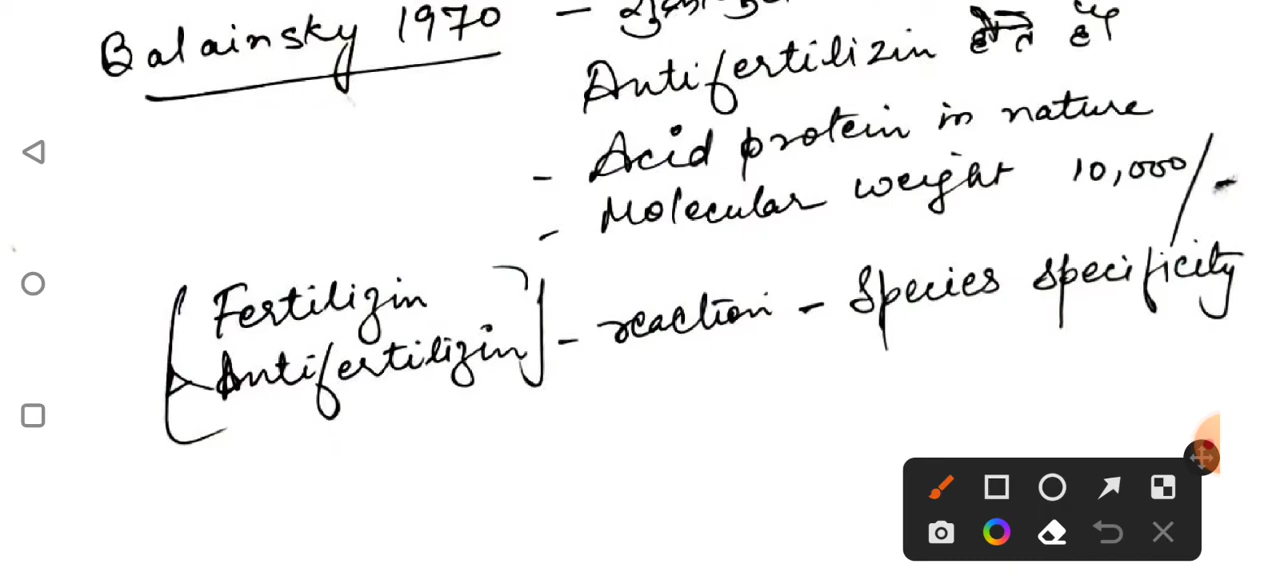 Balainsky 1970 -
Antifertilizin होते हैं
- Acid protein in nature
- Molecular weight 10,000/-
Fertilizin
Antifertilizin - reaction - Species specificity